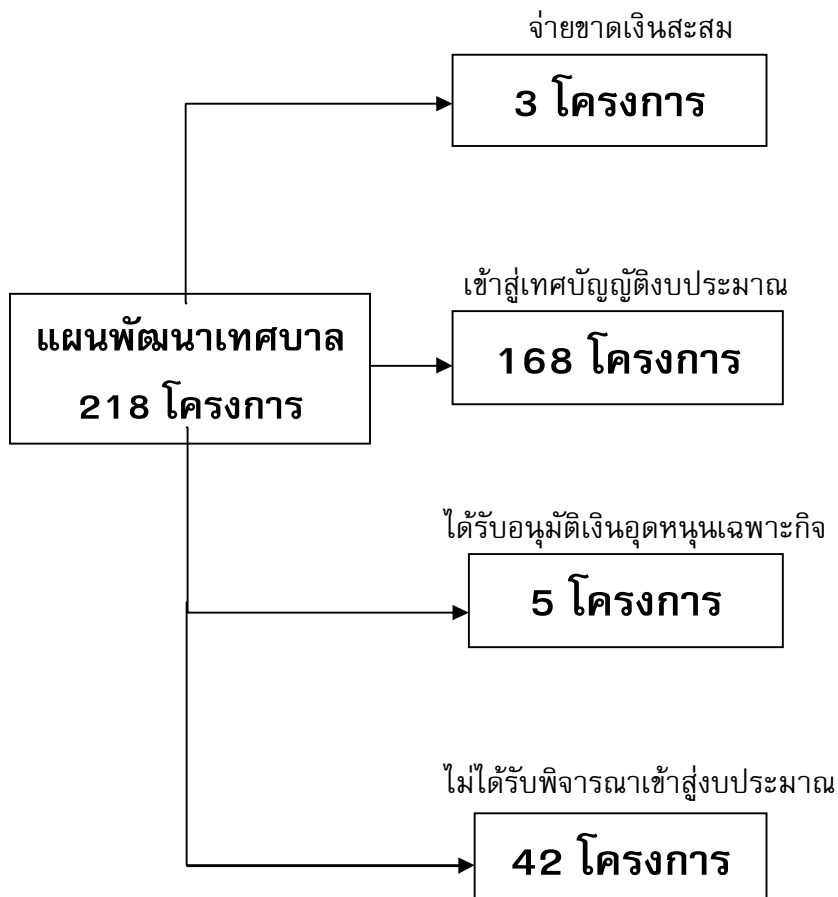 จ่ายขาดเงินสะสม
3 โครงการ
เข้าสู่เทศบัญญัติงบประมาณ
แผนพัฒนาเทศบาล
218 โครงการ
168 โครงการ
ได้รับอนุมัติเงินอุดหนุนเฉพาะกิจ
5 โครงการ
ไม่ได้รับพิจารณาเข้าสู่งบประมาณ
42 โครงการ